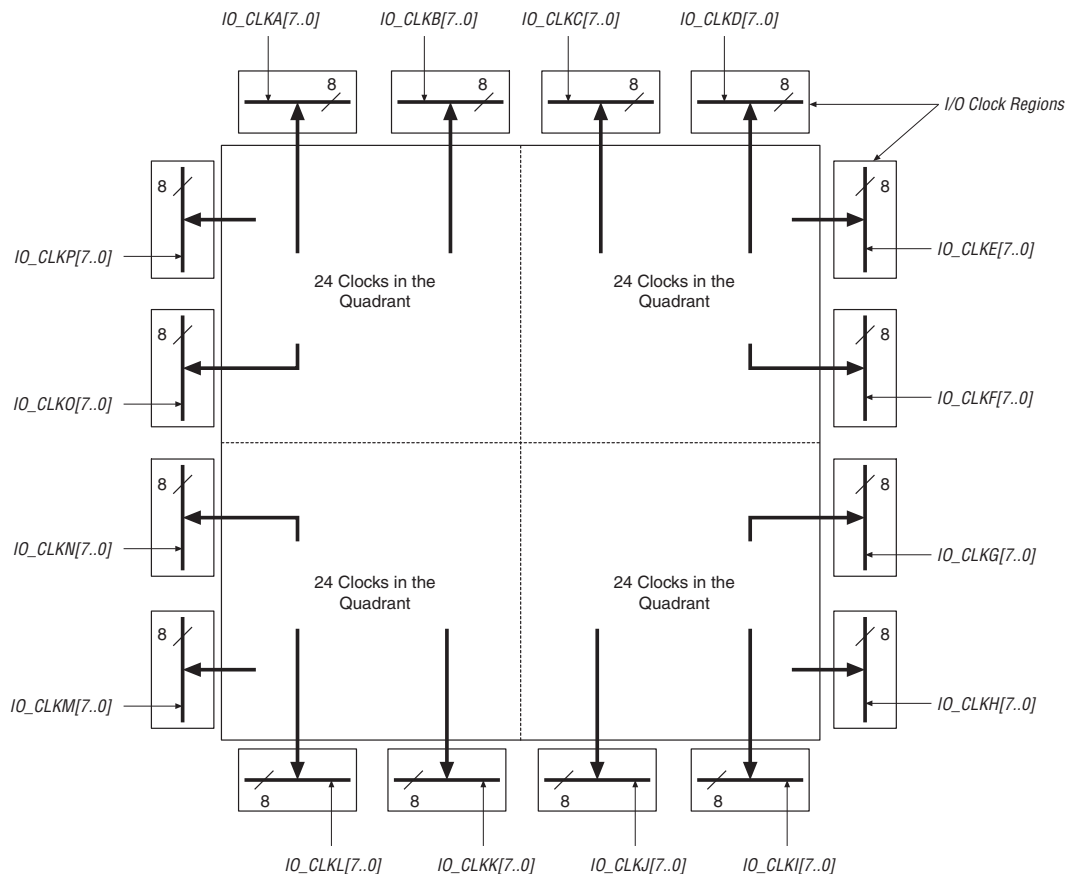 IO_CLKA[7..0]
IO_CLKB[7..0]
IO_CLKC[7..0]
IO_CLKD[7..0]
8
8
8
8
I/O Clock Regions
8
8
IO_CLKP[7..0]
IO_CLKE[7..0]
24 Clocks in the
Quadrant
24 Clocks in the
Quadrant
8
8
IO_CLKO[7..0]
IO_CLKF[7..0]
8
8
IO_CLKN[7..0]
IO_CLKG[7..0]
24 Clocks in the
Quadrant
24 Clocks in the
Quadrant
8
8
IO_CLKM[7..0]
IO_CLKH[7..0]
8
8
8
8
IO_CLKL[7..0]
IO_CLKK[7..0]
IO_CLKJ[7..0]
IO_CLKI[7..0]